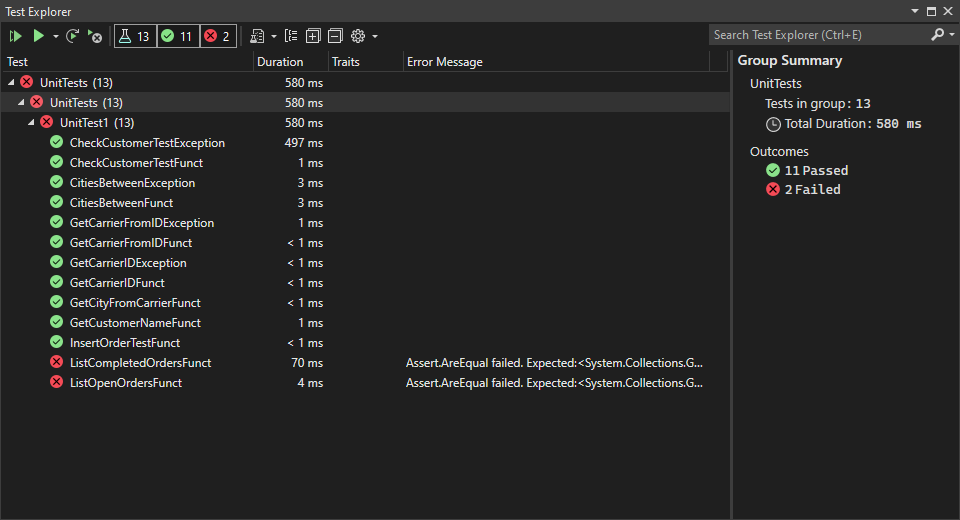 Test Explorer
13 11 2
Search Test Explorer (Ctrl+E)
Test Duration Traits Error Message
UnitTests (13) 580 ms
UnitTests (13) 580 ms
UnitTest1 (13) 580 ms
CheckCustomerTestException 497 ms
CheckCustomerTestFunct 1 ms
CitiesBetweenException 3 ms
CitiesBetweenFunct 3 ms
GetCarrierFromIDException 1 ms
GetCarrierFromIDFunct < 1 ms
GetCarrierIDException < 1 ms
GetCarrierIDFunct < 1 ms
GetCityFromCarrierFunct < 1 ms
GetCustomerNameFunct 1 ms
InsertOrderTestFunct < 1 ms
ListCompletedOrdersFunct 70 ms Assert.AreEqual failed. Expected:<System.Collections.G...
ListOpenOrdersFunct 4 ms Assert.AreEqual failed. Expected:<System.Collections.G...
Group Summary
UnitTests
Tests in group: 13
Total Duration: 580 ms
Outcomes
11 Passed
2 Failed